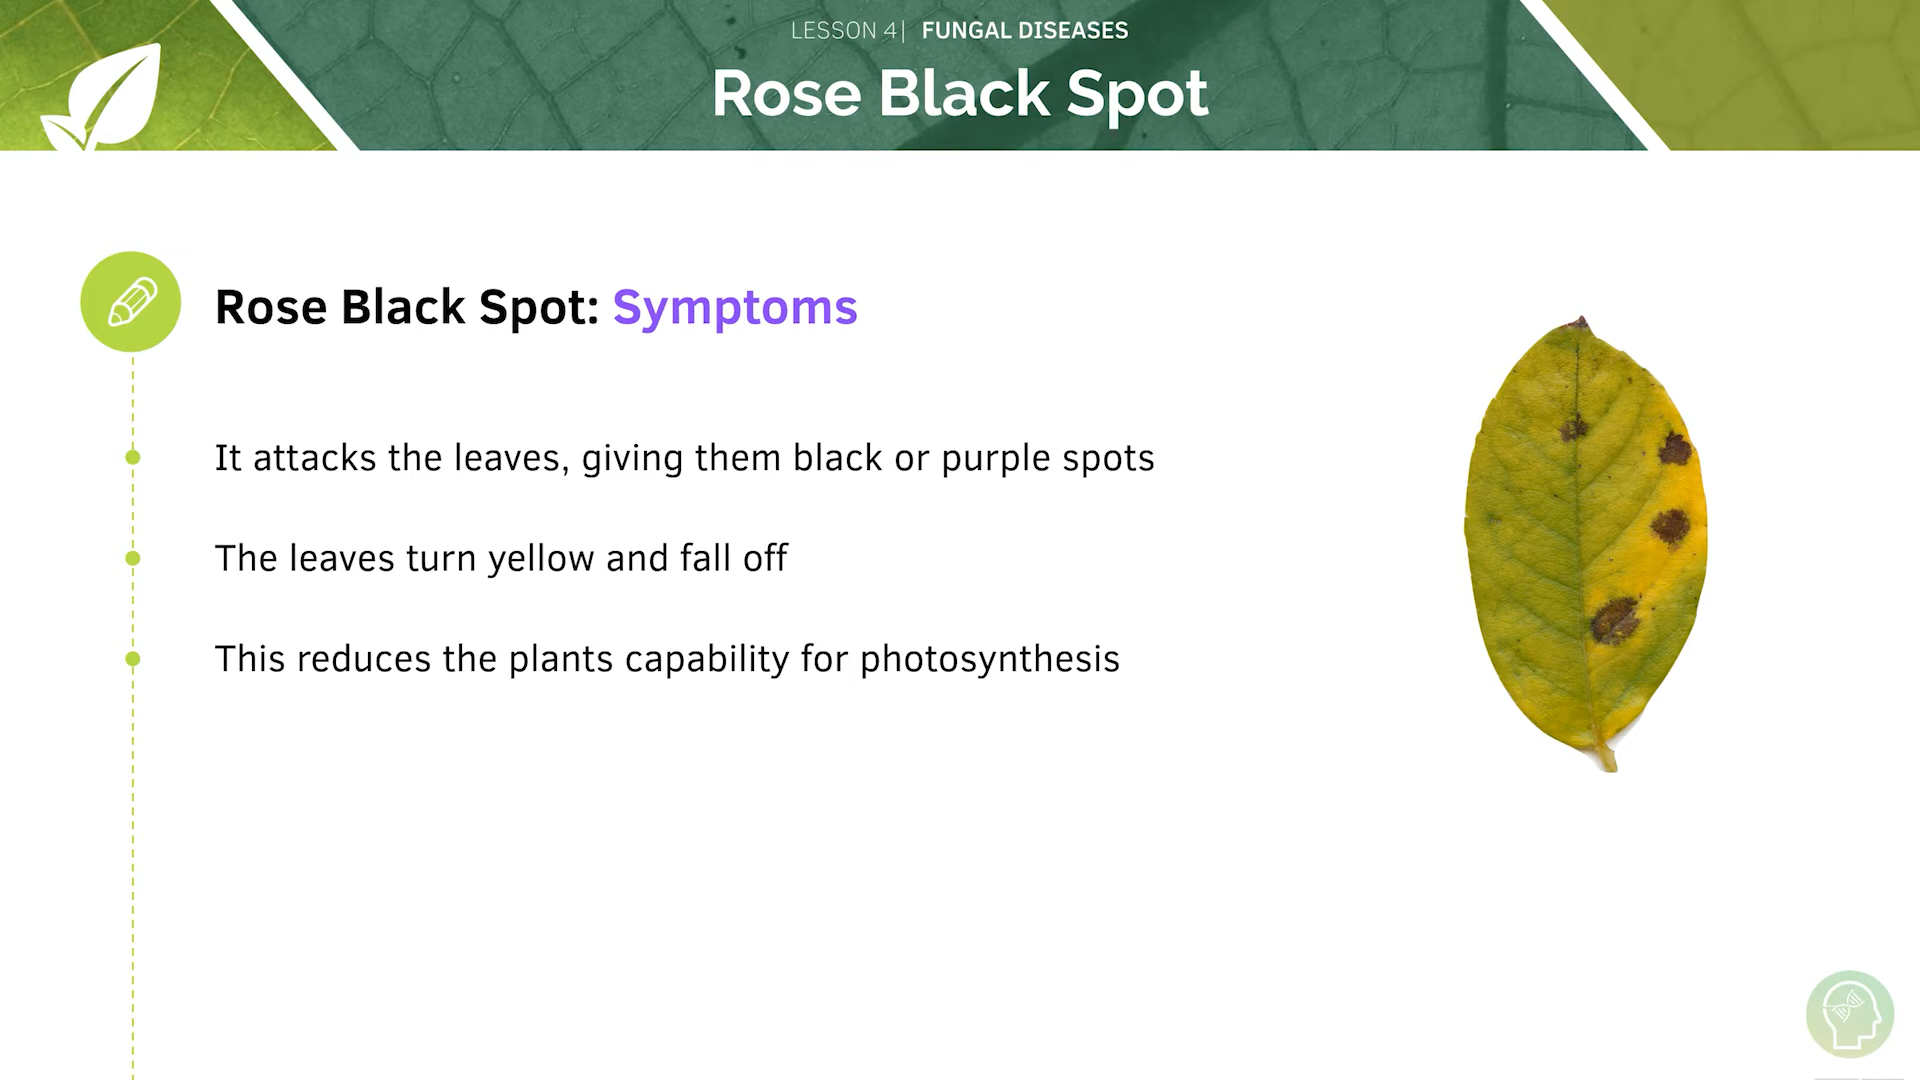 LESSON 4| FUNGAL DISEASES
Rose Black Spot
Rose Black Spot: Symptoms
It attacks the leaves, giving them black or purple spots
The leaves turn yellow and fall off
This reduces the plants capability for photosynthesis